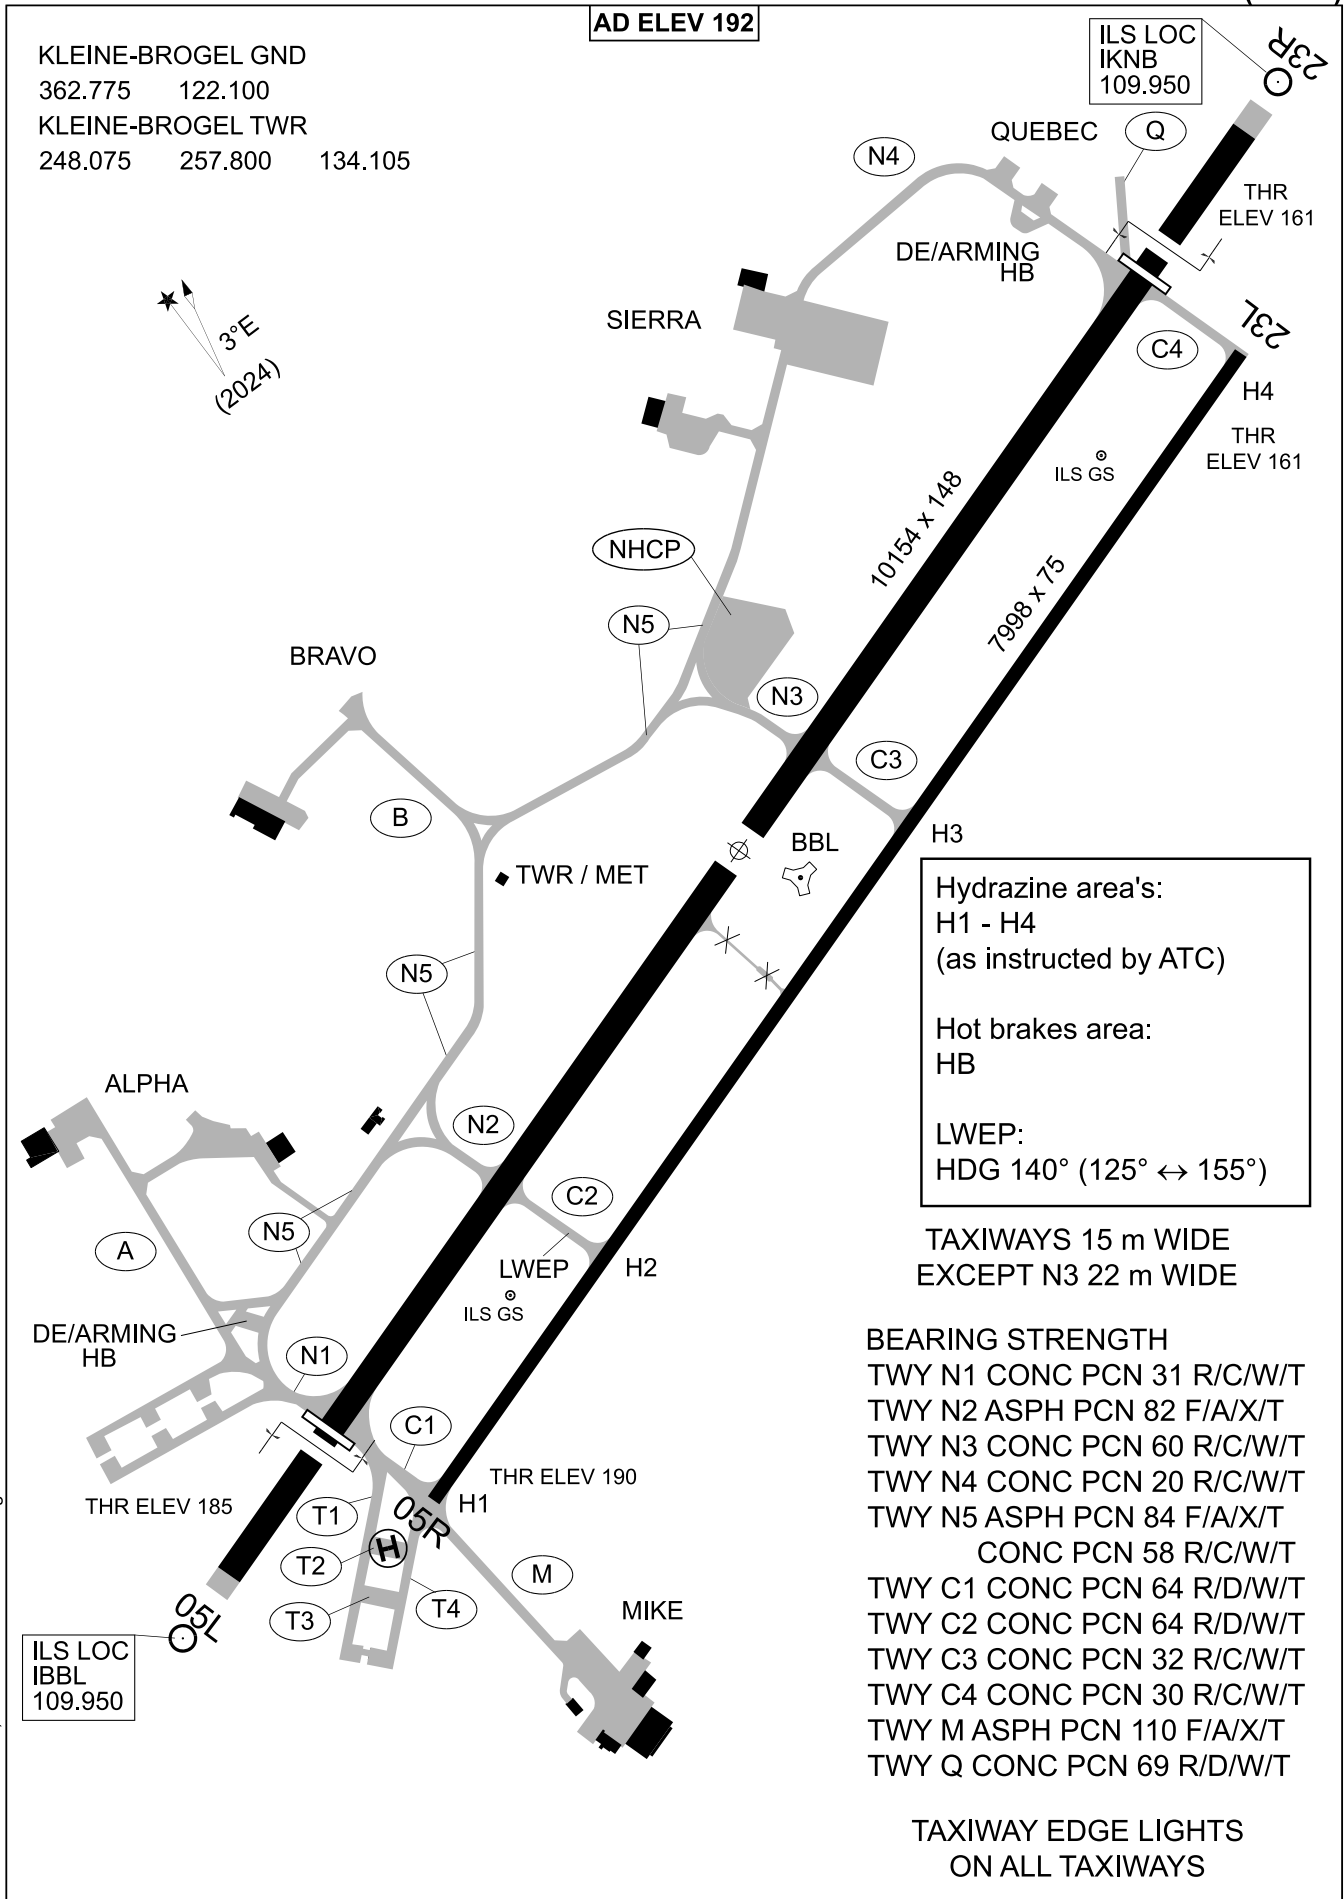 AD ELEV 192
KLEINE-BROGEL GND
362.775 122.100
KLEINE-BROGEL TWR
248.075 257.800 134.105
ILS LOC
IKNB
109.950
23R
QUEBEC
Q
N4
THR
ELEV 161
DE/ARMING
HB
3°E
(2024)
SIERRA
23L
C4
H4
THR
ELEV 161
ILS GS
10154 x 148
7998 x 75
NHCP
N5
BRAVO
N3
C3
B
H3
BBL
TWR / MET
Hydrazine area's:
H1 - H4
(as instructed by ATC)
Hot brakes area:
HB
LWEP:
HDG 140° (125° ↔ 155°)
N5
ALPHA
N2
C2
N5
A
LWEP
H2
ILS GS
TAXIWAYS 15 m WIDE
EXCEPT N3 22 m WIDE
DE/ARMING
HB
N1
C1
THR ELEV 190
THR ELEV 185
H1
05R
T1
H
T2
M
T3
T4
MIKE
05L
ILS LOC
IBBL
109.950
BEARING STRENGTH
TWY N1 CONC PCN 31 R/C/W/T
TWY N2 ASPH PCN 82 F/A/X/T
TWY N3 CONC PCN 60 R/C/W/T
TWY N4 CONC PCN 20 R/C/W/T
TWY N5 ASPH PCN 84 F/A/X/T
CONC PCN 58 R/C/W/T
TWY C1 CONC PCN 64 R/D/W/T
TWY C2 CONC PCN 64 R/D/W/T
TWY C3 CONC PCN 32 R/C/W/T
TWY C4 CONC PCN 30 R/C/W/T
TWY M ASPH PCN 110 F/A/X/T
TWY Q CONC PCN 69 R/D/W/T
TAXIWAY EDGE LIGHTS
ON ALL TAXIWAYS